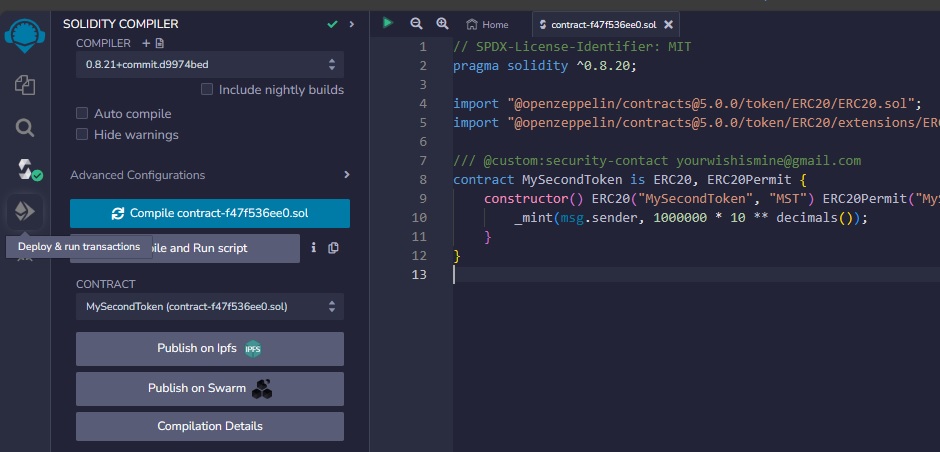 SOLIDITY COMPILER
COMPILER +
0.8.21+commit.d9974bed
Include nightly builds
Auto compile
Hide warnings
Advanced Configurations
Compile contract-f47f536ee0.sol
Deploy & run transactions
ile and Run script
CONTRACT
MySecondToken (contract-f47f536ee0.sol)
Publish on Ipfs IPFS
Publish on Swarm
Compilation Details
Home
contract-f47f536ee0.sol
1 // SPDX-License-Identifier: MIT
2 pragma solidity ^0.8.20;
3
4 import "@openzeppelin/contracts@5.0.0/token/ERC20/ERC20.sol";
5 import "@openzeppelin/contracts@5.0.0/token/ERC20/extensions/ER
6
7 /// @custom:security-contact yourwishismine@gmail.com
8 contract MySecondToken is ERC20, ERC20Permit {
9 constructor() ERC20("MySecondToken", "MST") ERC20Permit("My
10 _mint(msg.sender, 1000000 * 10 ** decimals());
11 }
12 }
13